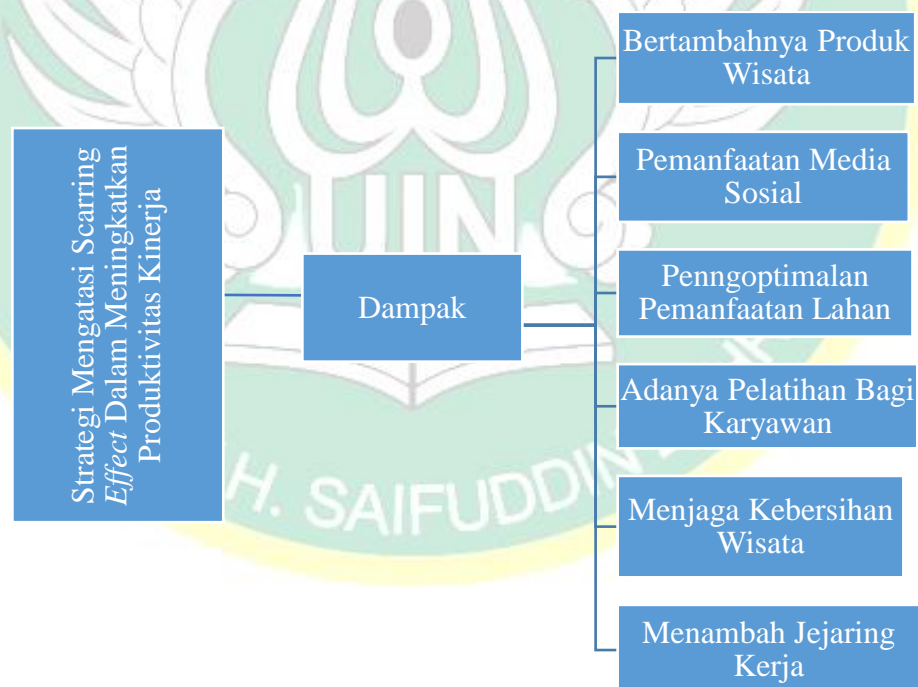 Strategi Mengatasi Scarring
Effect Dalam Meningkatkan
Produktivitas Kinerja
Dampak
Bertambahnya Produk
Wisata
Pemanfaatan Media
Sosial
Penngoptimalan
Pemanfaatan Lahan
Adanya Pelatihan Bagi
Karyawan
Menjaga Kebersihan
Wisata
Menambah Jejaring
Kerja
UIN
H. SAIFUDDIN